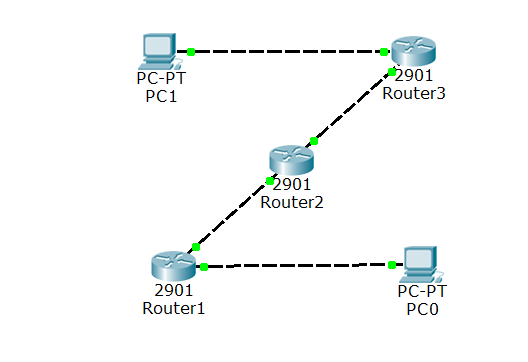 PC-PT
PC1
2901
Router3
2901
Router2
2901
Router1
PC-PT
PC0